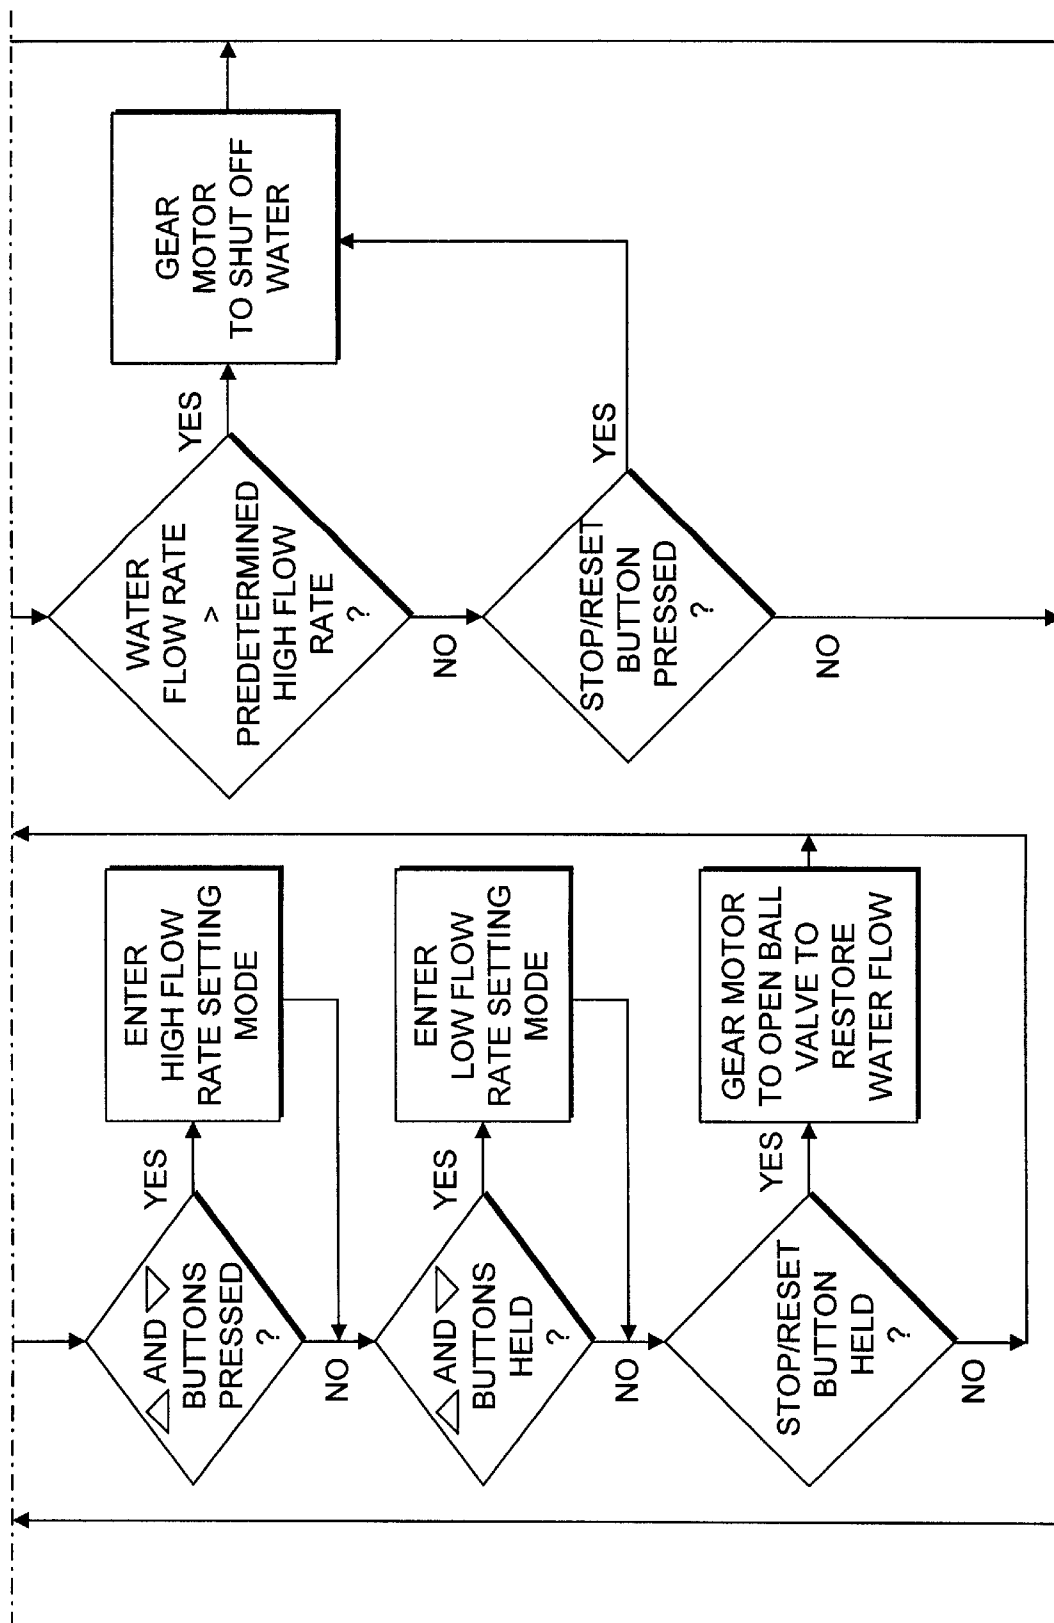 △ AND ▽
BUTTONS
PRESSED
?
YES
ENTER
HIGH FLOW
RATE SETTING
MODE
NO
△ AND ▽
BUTTONS
HELD
?
YES
ENTER
LOW FLOW
RATE SETTING
MODE
NO
STOP/RESET
BUTTON
HELD
?
YES
GEAR MOTOR
TO OPEN BALL
VALVE TO
RESTORE
WATER FLOW
NO
WATER
FLOW RATE
>
PREDETERMINED
HIGH FLOW
RATE
?
YES
GEAR
MOTOR
TO SHUT OFF
WATER
NO
STOP/RESET
BUTTON
PRESSED
?
YES
NO